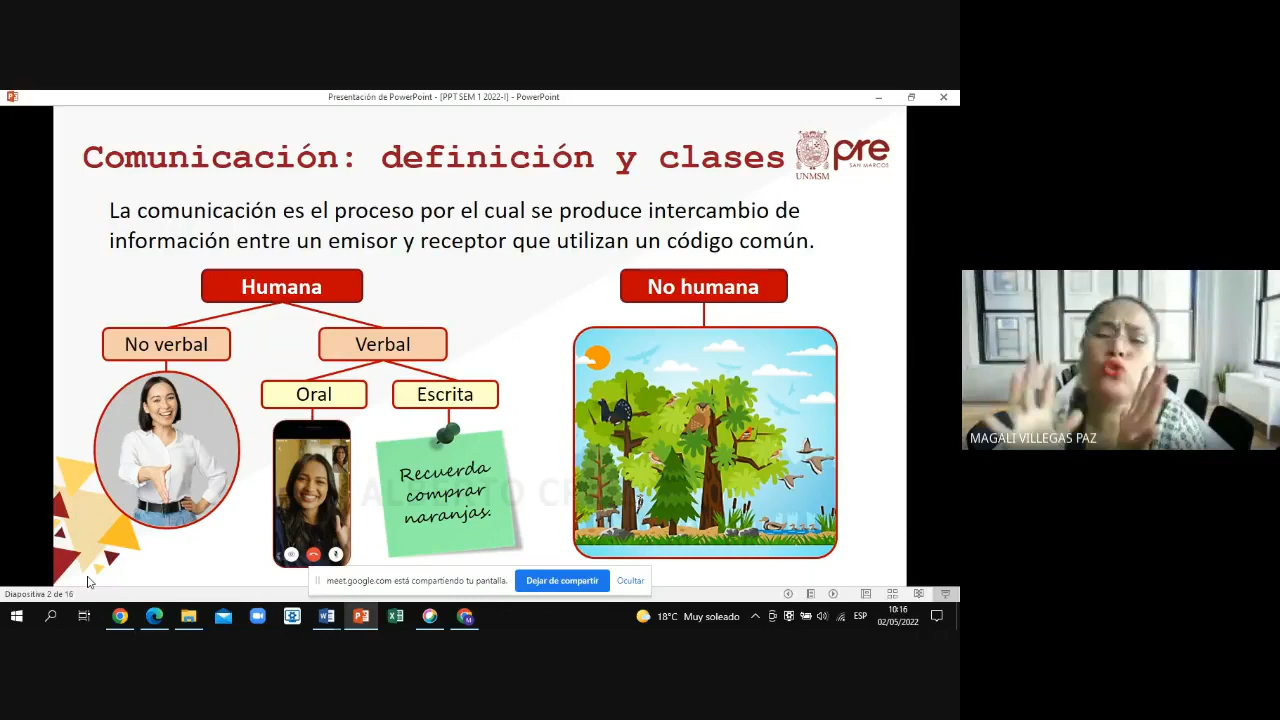 Presentación de PowerPoint - [PPT SEM 1 2022-I] - PowerPoint
Comunicación: definición y clases
UNMSM
pre
SAN MARCOS
La comunicación es el proceso por el cual se produce intercambio de
información entre un emisor y receptor que utilizan un código común.
Humana
No humana
No verbal
Verbal
Oral
Escrita
Recuerda
comprar
naranjas.
MAGALI VILLEGAS PAZ
meet.google.com está compartiendo tu pantalla.
Dejar de compartir
Ocultar
Diapositiva 2 de 16
18°C Muy soleado
ESP
10:16
02/05/2022